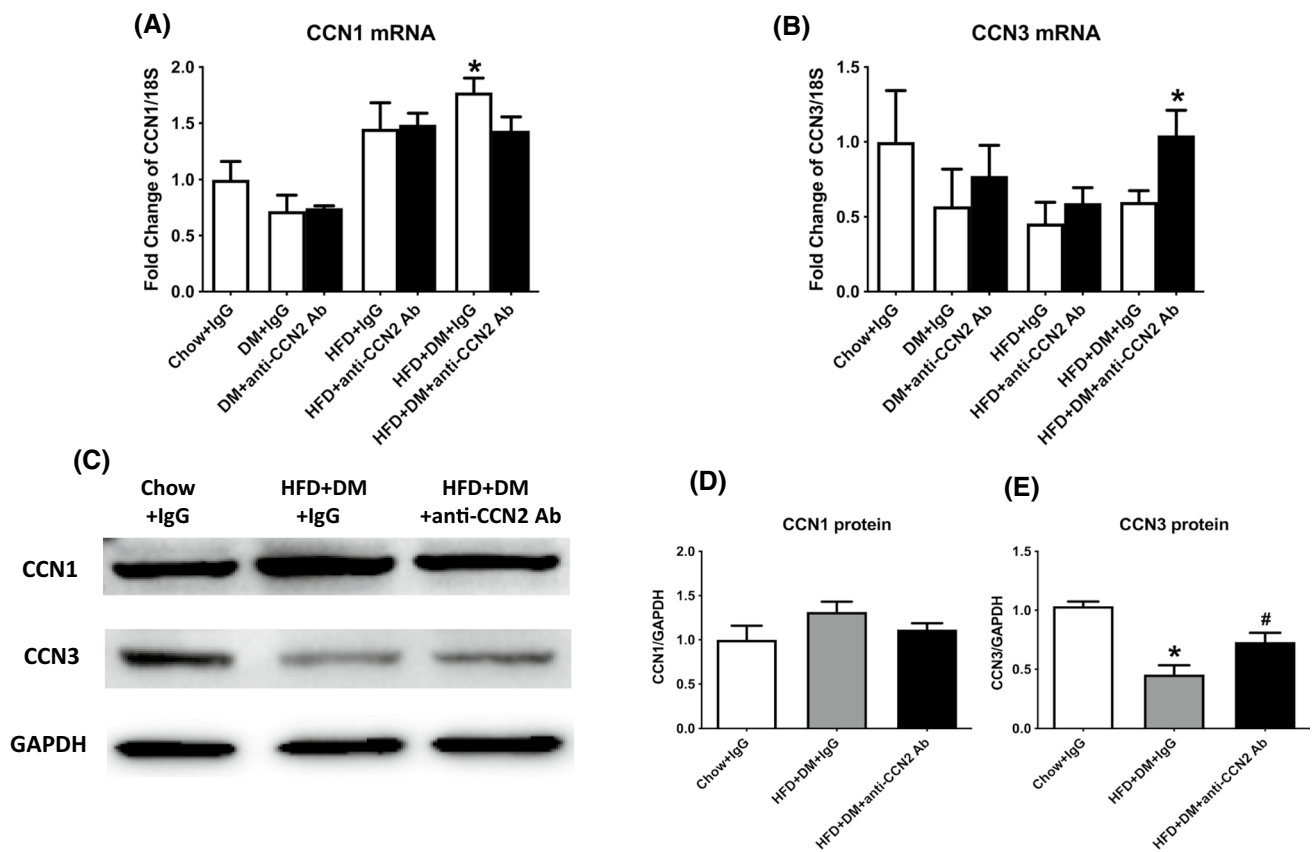 (A)
CCN1 mRNA
Fold Change of CCN1/18S
2.0
1.5
1.0
0.5
0.0
*
Chow+IgG
DM+IgG
DM+anti-CCN2 Ab
HFD+IgG
HFD+anti-CCN2 Ab
HFD+DM+IgG
HFD+DM+anti-CCN2 Ab
(B)
CCN3 mRNA
Fold Change of CCN3/18S
1.5
1.0
0.5
0.0
*
Chow+IgG
DM+IgG
DM+anti-CCN2 Ab
HFD+IgG
HFD+anti-CCN2 Ab
HFD+DM+IgG
HFD+DM+anti-CCN2 Ab
(C)
Chow
+IgG
HFD+DM
+IgG
HFD+DM
+anti-CCN2 Ab
CCN1
CCN3
GAPDH
(D)
CCN1 protein
CCN1/GAPDH
2.0
1.5
1.0
0.5
0.0
Chow+IgG
HFD+DM+IgG
HFD+DM+anti-CCN2 Ab
(E)
CCN3 protein
CCN3/GAPDH
1.5
1.0
0.5
0.0
*
#
Chow+IgG
HFD+DM+IgG
HFD+DM+anti-CCN2 Ab